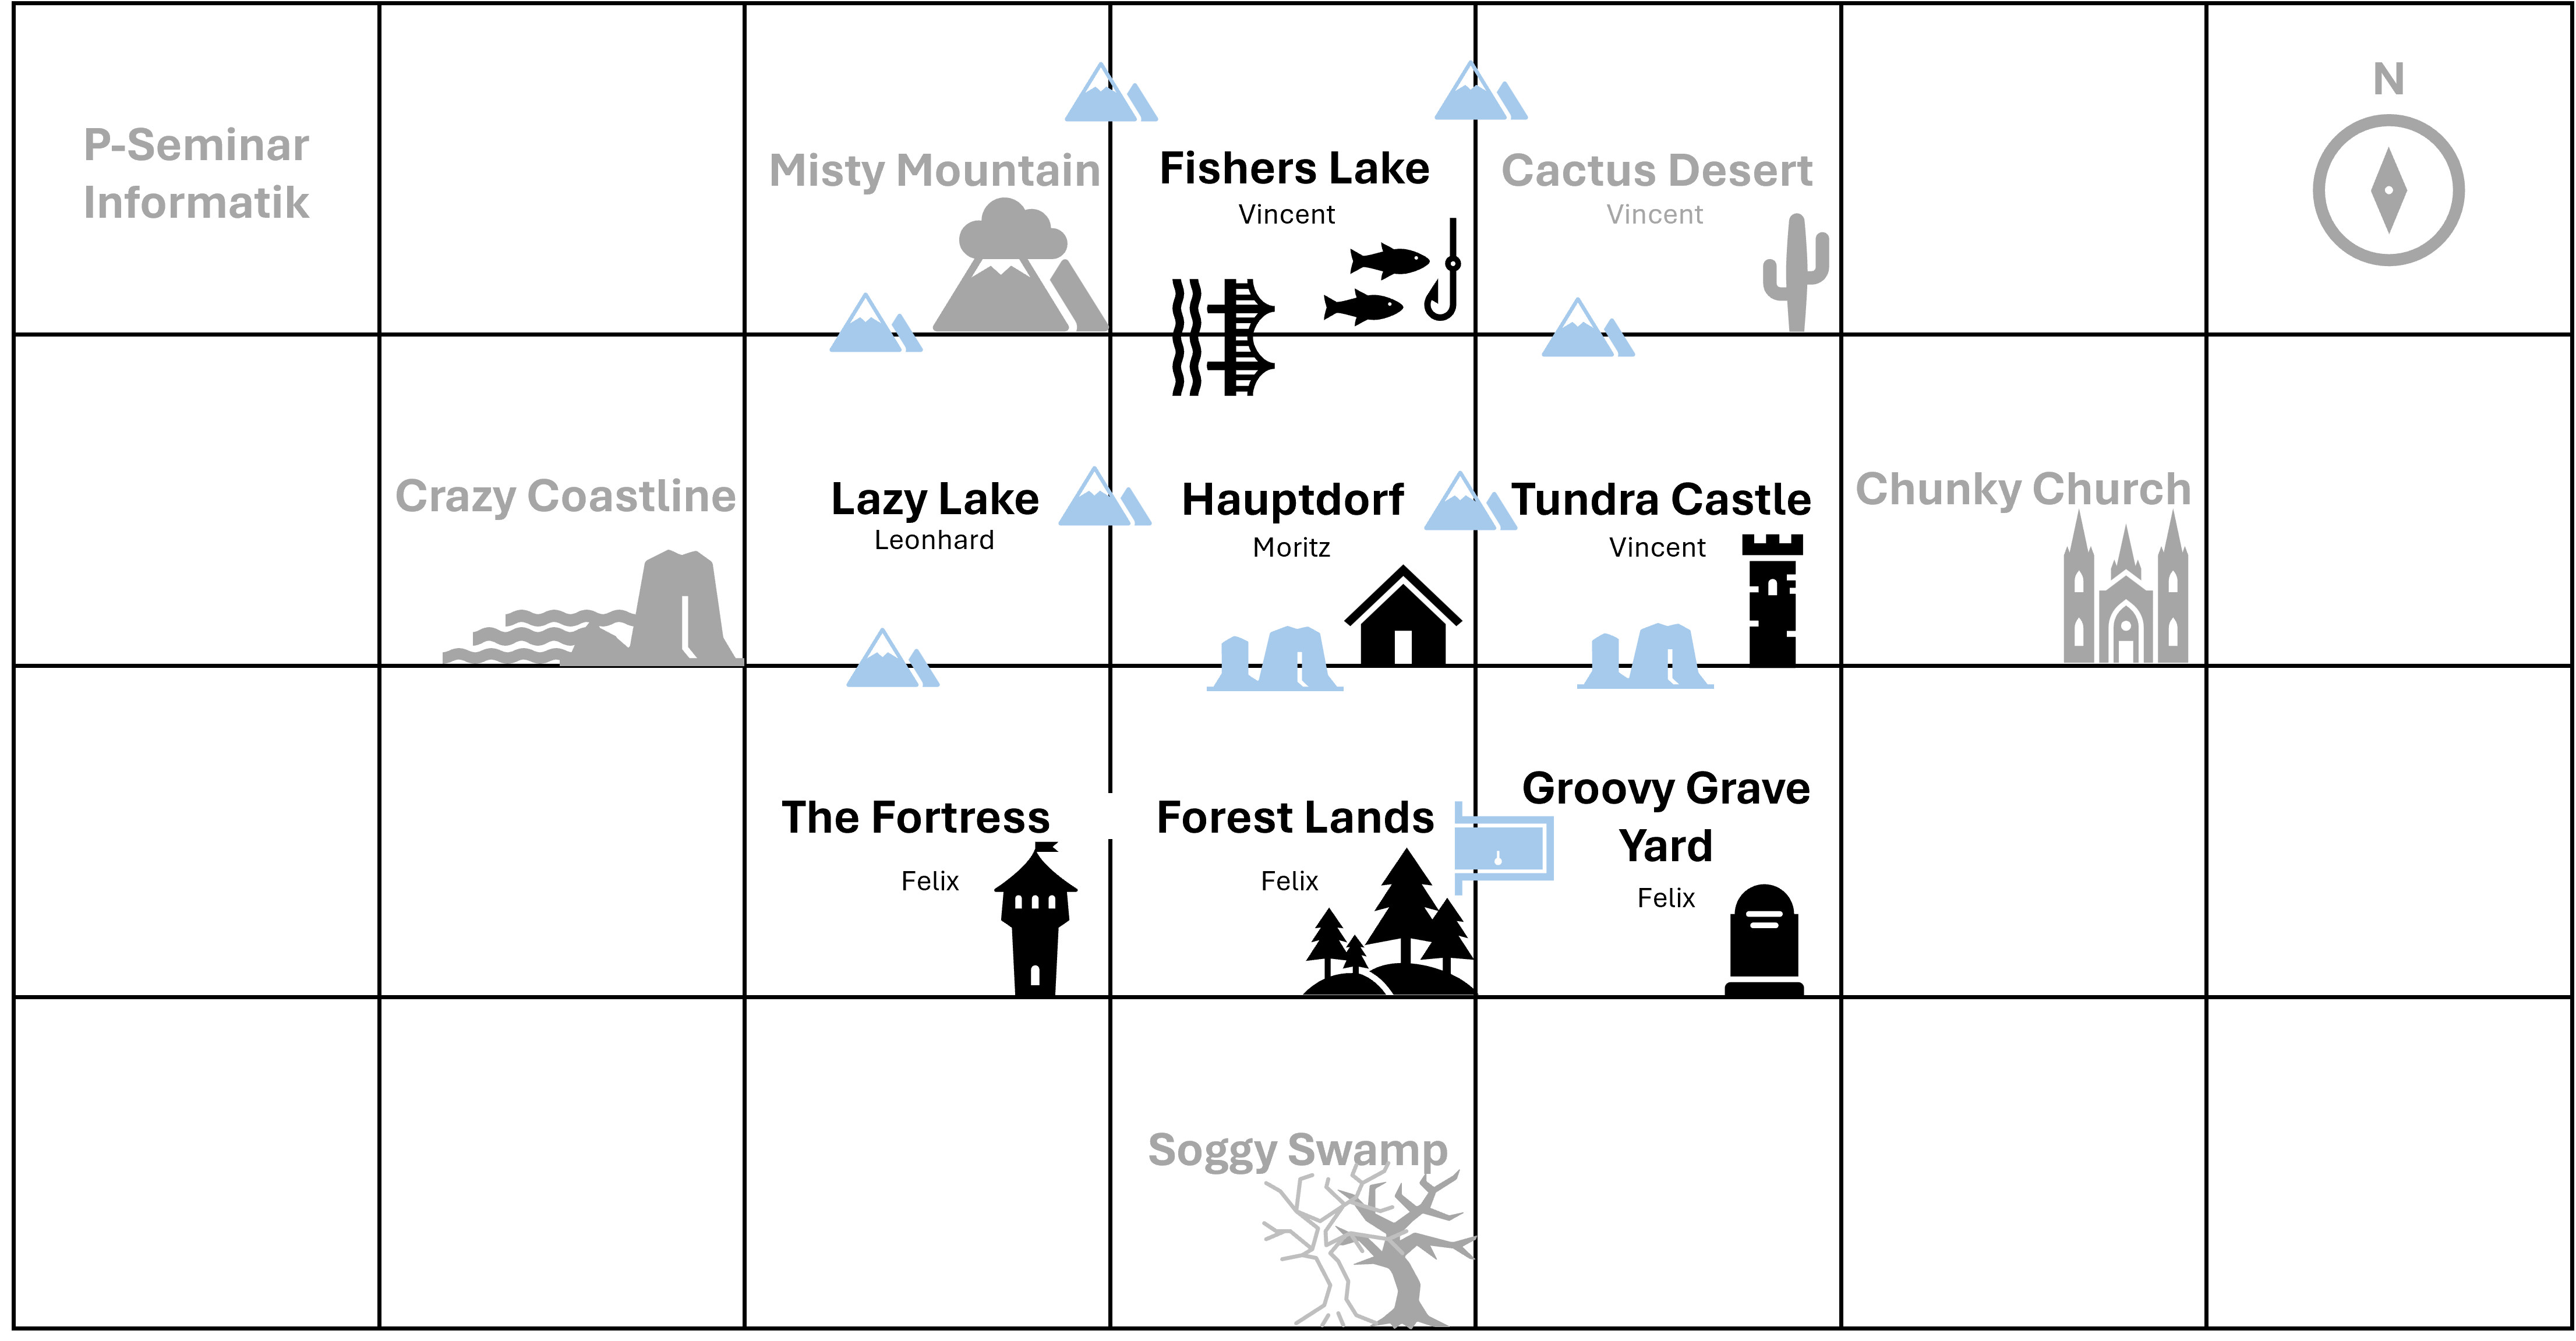 P-Seminar
Informatik
Misty Mountain
Fishers Lake
Vincent
Cactus Desert
Vincent
N
Crazy Coastline
Lazy Lake
Leonhard
Hauptdorf
Moritz
Tundra Castle
Vincent
Chunky Church
The Fortress
Felix
Forest Lands
Felix
Groovy Grave
Yard
Felix
Soggy Swamp